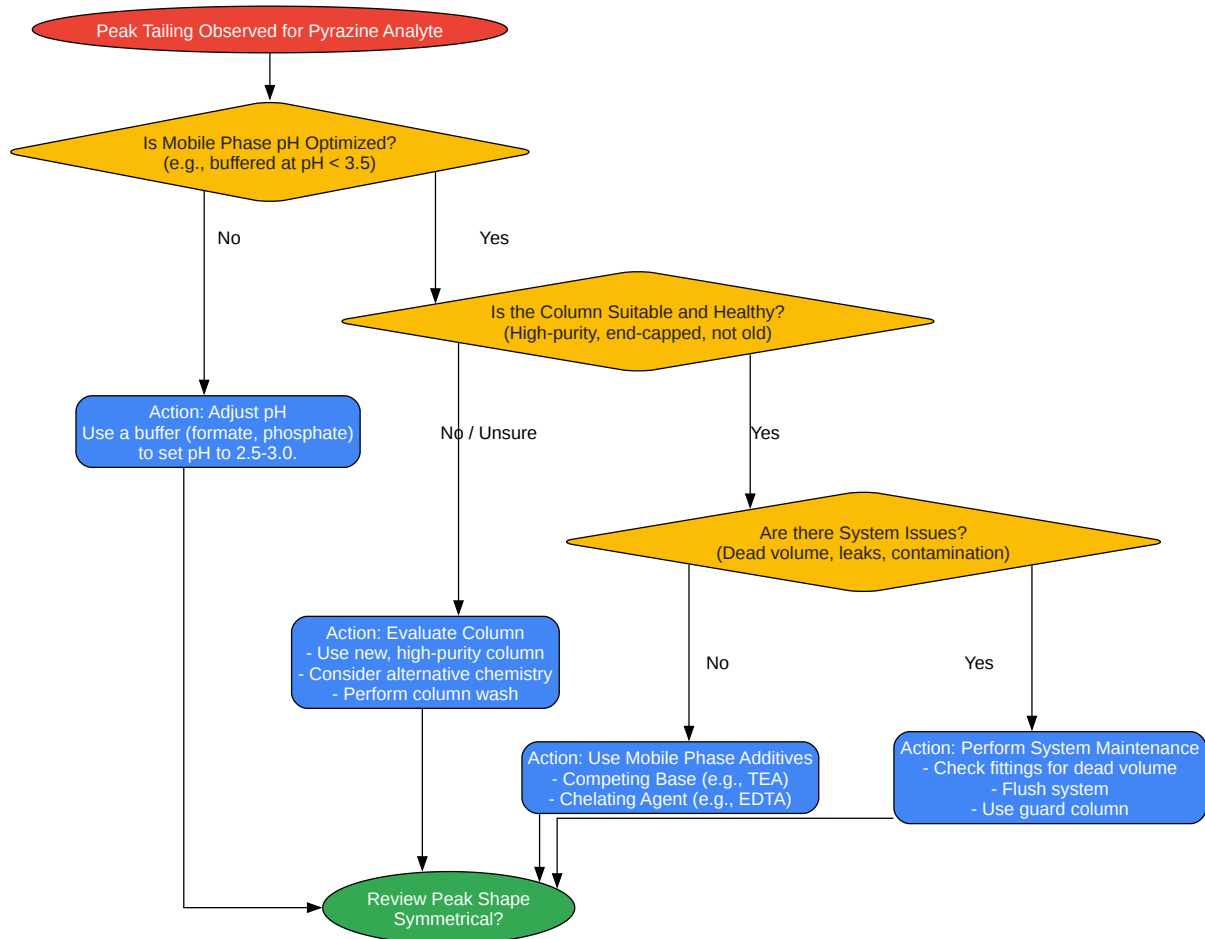 Peak Tailing Observed for Pyrazine Analyte
Is Mobile Phase pH Optimized?
(e.g., buffered at pH < 3.5)
No
Yes
Is the Column Suitable and Healthy?
(High-purity, end-capped, not old)
Action: Adjust pH
Use a buffer (formate, phosphate)
to set pH to 2.5-3.0.
No / Unsure
Yes
Are there System Issues?
(Dead volume, leaks, contamination)
Action: Evaluate Column
- Use new, high-purity column
- Consider alternative chemistry
- Perform column wash
No
Yes
Action: Use Mobile Phase Additives
- Competing Base (e.g., TEA)
- Chelating Agent (e.g., EDTA)
Action: Perform System Maintenance
- Check fittings for dead volume
- Flush system
- Use guard column
Review Peak Shape
Symmetrical?